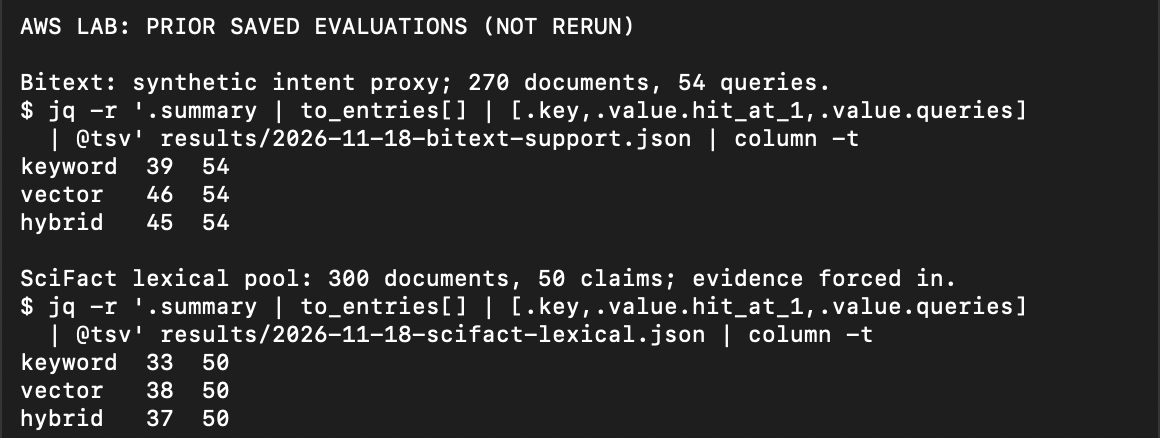 AWS LAB: PRIOR SAVED EVALUATIONS (NOT RERUN)
Bitext: synthetic intent proxy; 270 documents, 54 queries.
$ jq -r '.summary | to_entries[] | [.key,.value.hit_at_1,.value.queries]
| @tsv' results/2026-11-18-bitext-support.json | column -t
keyword 39 54
vector 46 54
hybrid 45 54
SciFact lexical pool: 300 documents, 50 claims; evidence forced in.
$ jq -r '.summary | to_entries[] | [.key,.value.hit_at_1,.value.queries]
| @tsv' results/2026-11-18-scifact-lexical.json | column -t
keyword 33 50
vector 38 50
hybrid 37 50